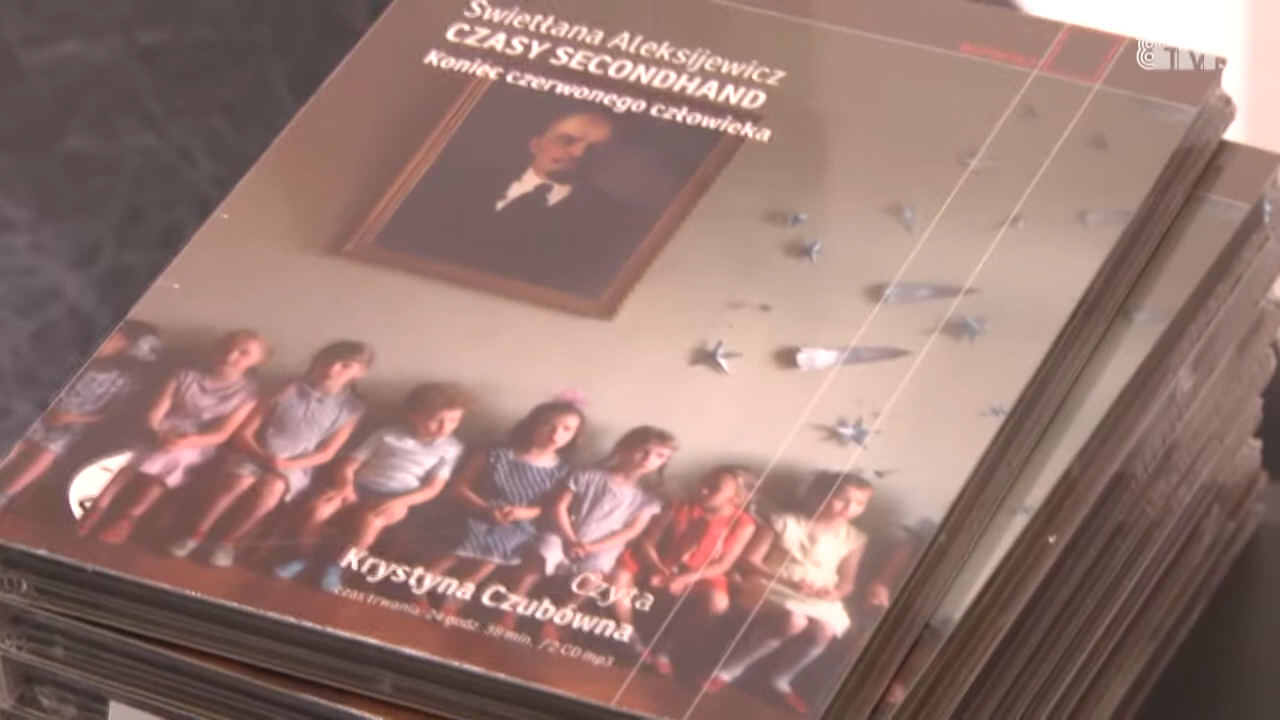 Swietłana Aleksijewicz
CZASY SECONDHAND
Koniec czerwonego człowieka
Czyta
Krystyna Czubówna
czas trwania: 24 godz. 38 min. / 2 CD mp3